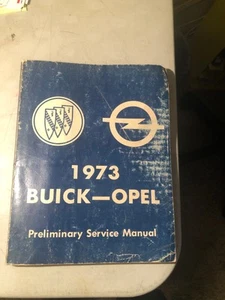 1973
BUICK—OPEL
Preliminary Service Manual